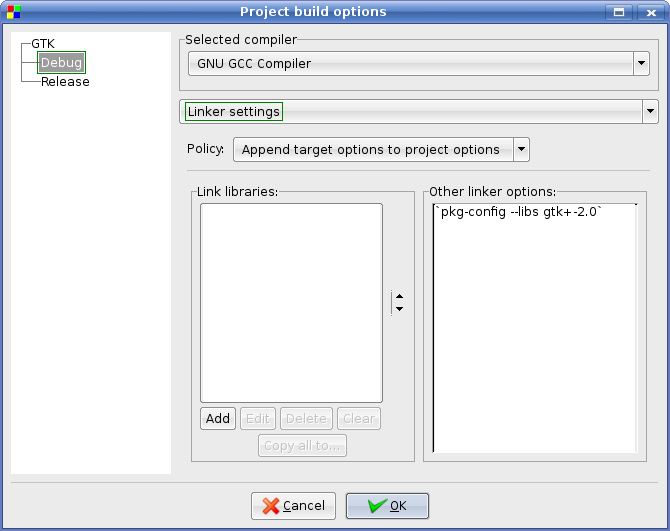 Project build options
GTK
Debug
Release
Selected compiler
GNU GCC Compiler
Linker settings
Policy: Append target options to project options
Link libraries:
Add Edit Delete Clear
Copy all to...
Other linker options:
`pkg-config --libs gtk+-2.0`
Cancel OK